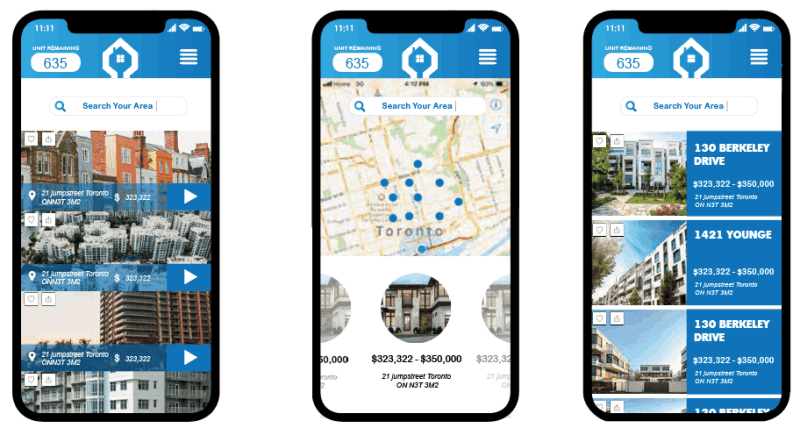 11:11
UNIT REMAINING
635
Search Your Area
21 jumpstreet Toronto
ONN3T 3M2
$ 323,322
21 jumpstreet Toronto
ONN3T 3M2
$ 323,322
21 jumpstreet Toronto
ONN3T 3M2
$ 323,322
11:11
UNIT REMAINING
635
Home 3G 4:12 PM 60%
Search Your Area
Toronto
50,000
$323,322 - $350,000
21 jumpstreet Toronto
ON N3T 3M2
$323,32
11:11
UNIT REMAINING
635
Search Your Area
130 BERKELEY
DRIVE
$323,322 - $350,000
21 jumpstreet Toronto
ON N3T 3M2
1421 YOUNGE
$323,322 - $350,000
21 jumpstreet Toronto
ON N3T 3M2
130 BERKELEY
DRIVE
$323,322 - $350,000
21 jumpstreet Toronto
ON N3T 3M2
130 BERKELEY